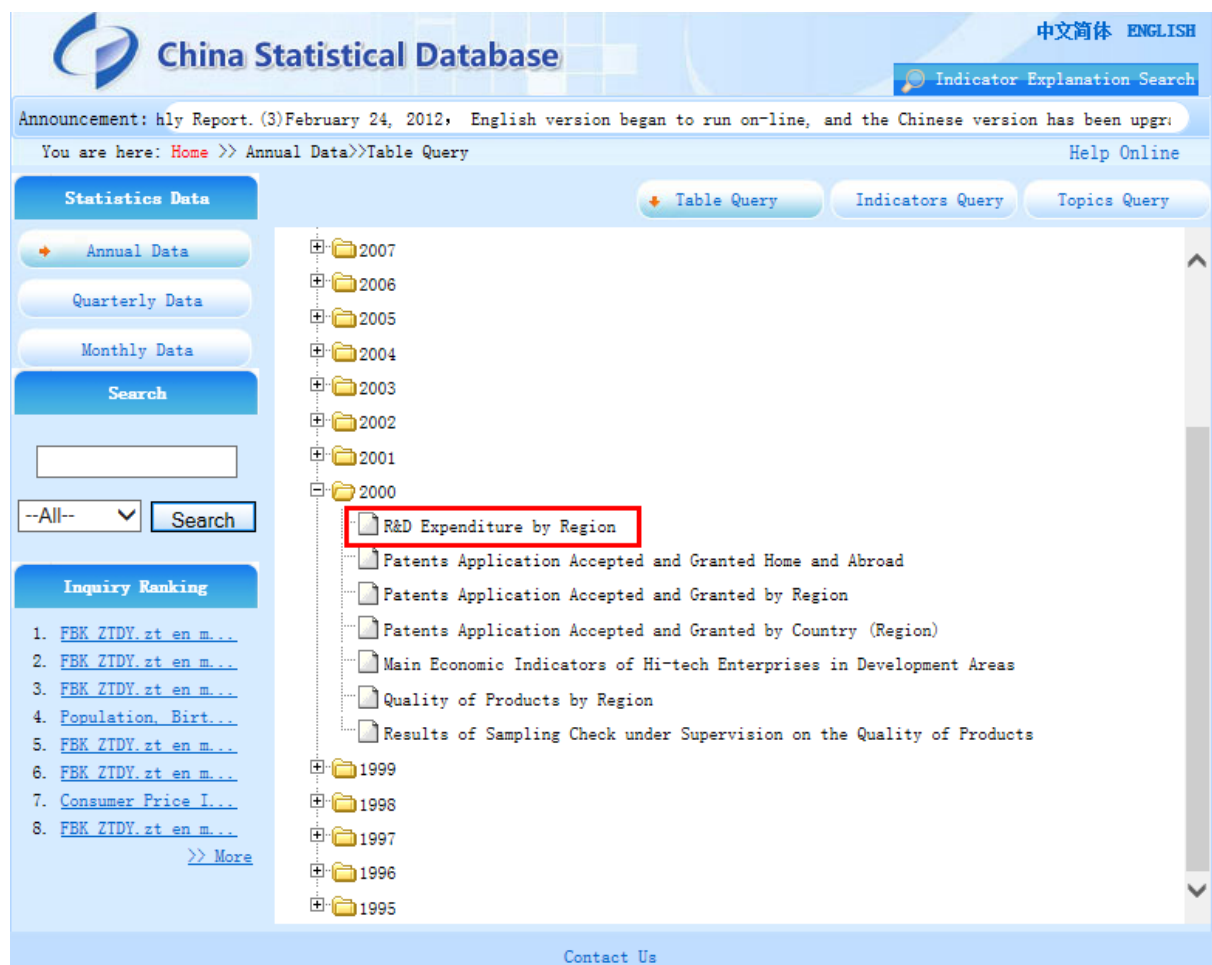 中文简体 ENGLISH
China Statistical Database
Indicator Explanation Search
Announcement: hly Report. (3)February 24, 2012, English version began to run on-line, and the Chinese version has been upgr
You are here: Home >> Annual Data>>Table Query
Help Online
Statistics Data
Table Query
Indicators Query
Topics Query
Annual Data
Quarterly Data
Monthly Data
Search
--All--
Search
Inquiry Ranking
1. FBK ZTDY. zt en m...
2. FBK ZTDY. zt en m...
3. FBK ZTDY. zt en m...
4. Population, Birt...
5. FBK ZTDY. zt en m...
6. FBK ZTDY. zt en m...
7. Consumer Price I...
8. FBK ZTDY. zt en m...
>> More
2007
2006
2005
2004
2003
2002
2001
2000
R&D Expenditure by Region
Patents Application Accepted and Granted Home and Abroad
Patents Application Accepted and Granted by Region
Patents Application Accepted and Granted by Country (Region)
Main Economic Indicators of Hi-tech Enterprises in Development Areas
Quality of Products by Region
Results of Sampling Check under Supervision on the Quality of Products
1999
1998
1997
1996
1995
Contact Us